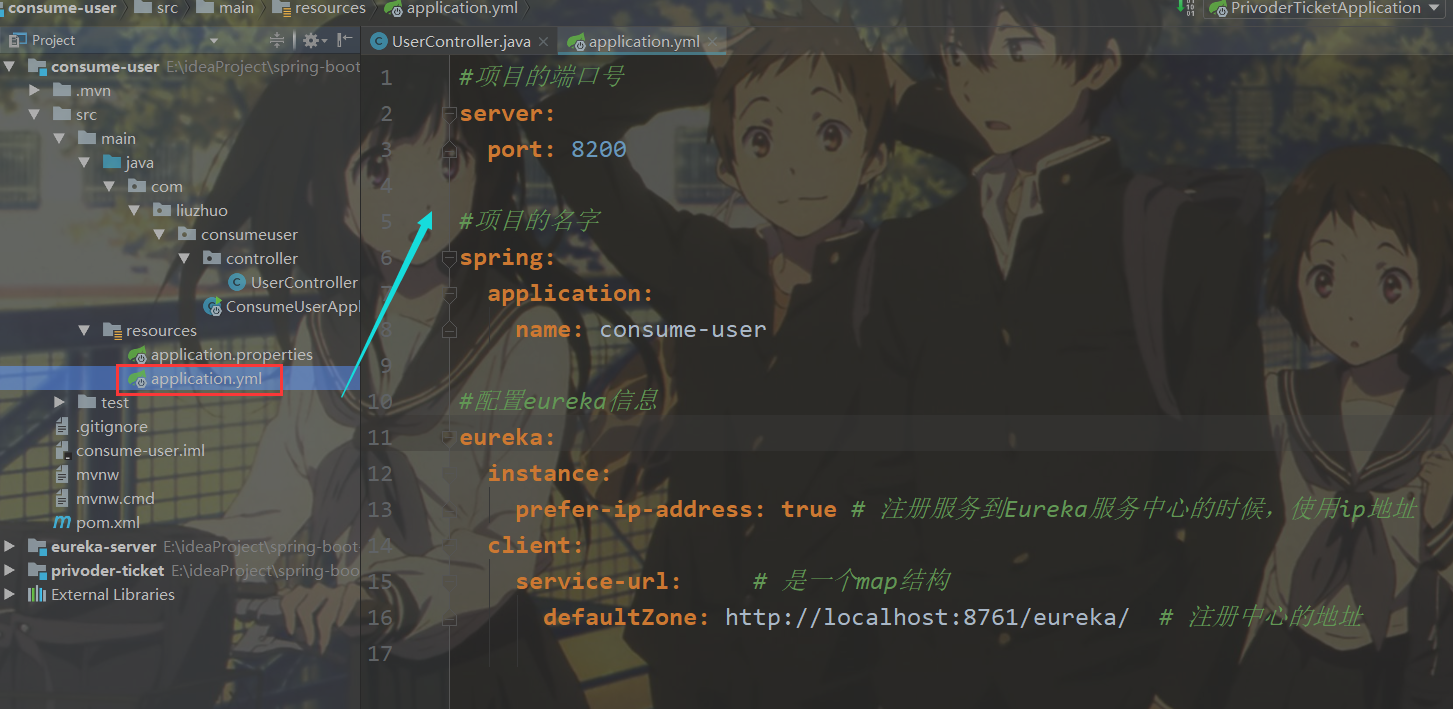 consume-user src main resources application.yml
01 10 01 PrivoderTicketApplication
Project
UserController.java application.yml
consume-user E:\ideaProject\spring-boot
.mvn
src
main
java
com
liuzhuo
consumeuser
controller
UserController
ConsumeUserAppl
resources
application.properties
application.yml
test
.gitignore
consume-user.iml
mvnw
mvnw.cmd
pom.xml
eureka-server E:\ideaProject\spring-boot
privoder-ticket E:\ideaProject\spring-boo
External Libraries
1 #项目的端口号
2 server:
3 port: 8200
4
5 #项目的名字
6 spring:
7 application:
8 name: consume-user
9
10 #配置eureka信息
11 eureka:
12 instance:
13 prefer-ip-address: true # 注册服务到Eureka服务中心的时候，使用ip地址
14 client:
15 service-url: # 是一个map结构
16 defaultZone: http://localhost:8761/eureka/ # 注册中心的地址
17